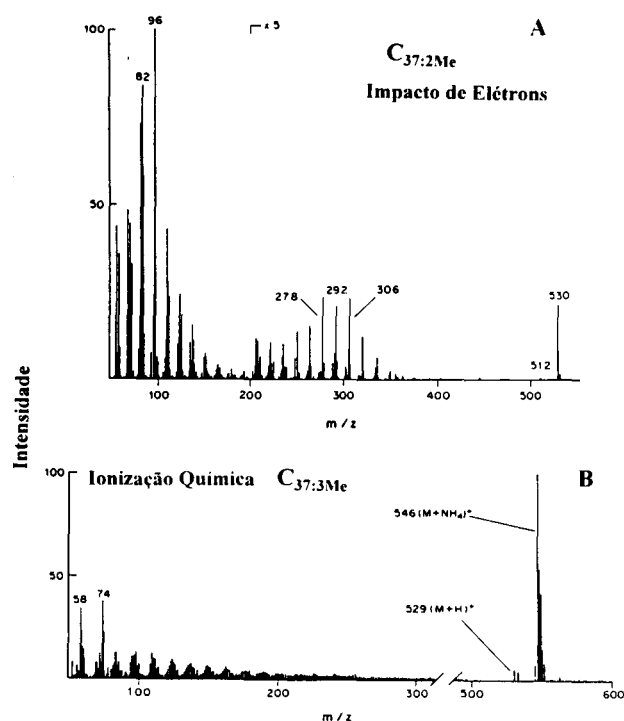 A
C37:2Me
Impacto de Elétrons
x 5
100
50
96
82
278
292
306
530
512
100
200
300
400
500
m / z
Intensidade
B
Ionização Química C37:3Me
100
50
58
74
546(M+NH4)+
529(M+H)+
100
200
300
500
600
m / z